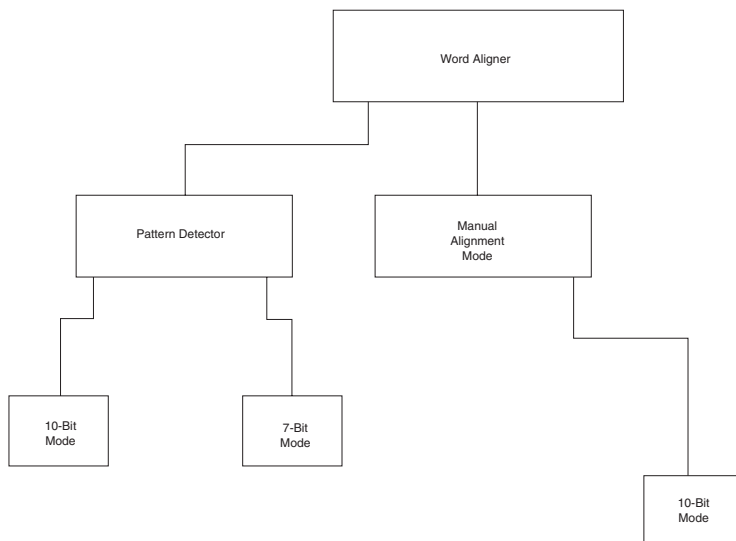 Word Aligner
Pattern Detector
Manual
Alignment
Mode
10-Bit
Mode
7-Bit
Mode
10-Bit
Mode